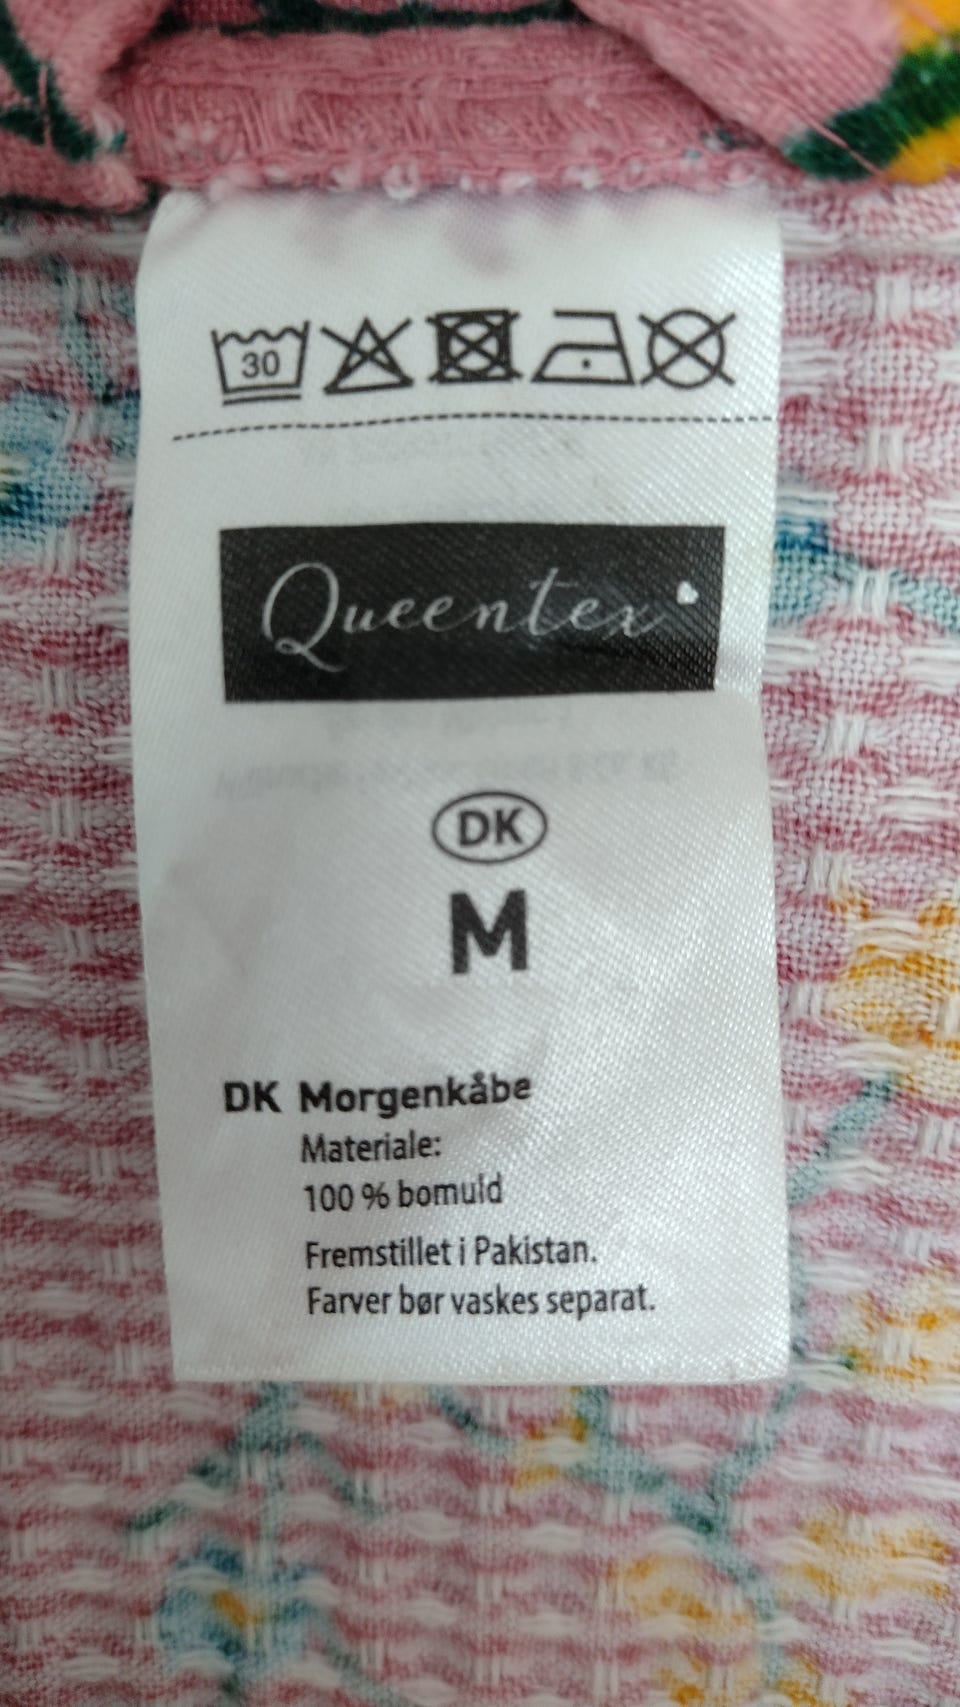 30
Queentex
DK
M
DK Morgenkåbe
Materiale:
100 % bomuld
Fremstillet i Pakistan.
Farver bør vaskes separat.